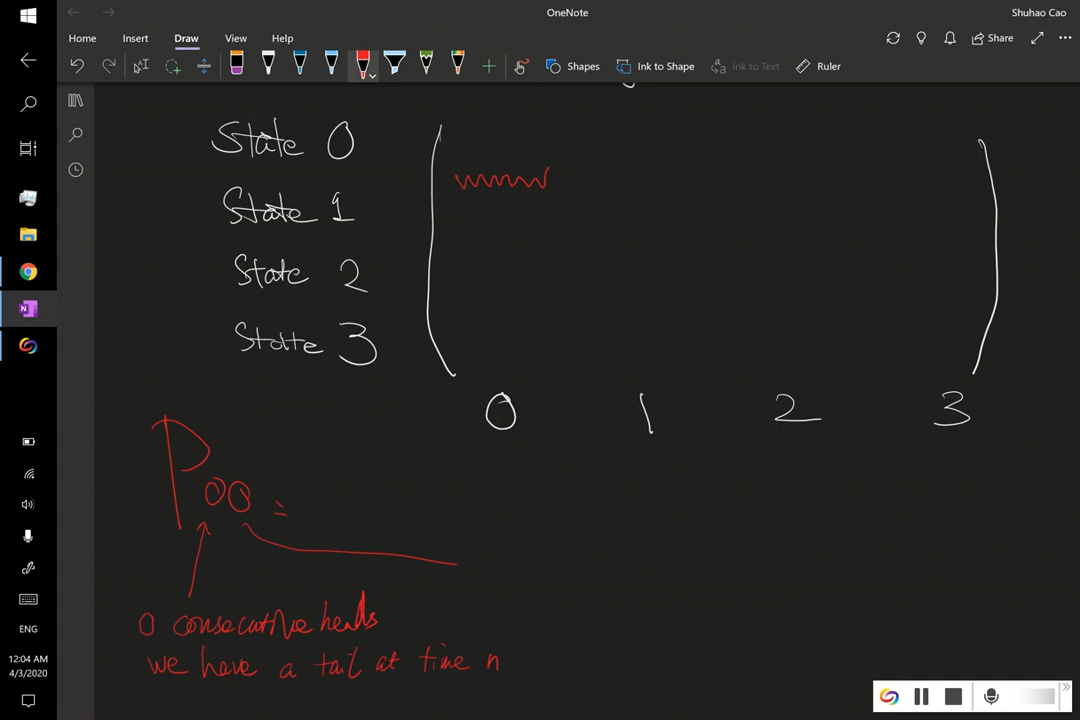 OneNote
Shuhao Cao
Home Insert Draw View Help
Share
Shapes
Ink to Shape
Ink to Text
Ruler
State 0
State 1
State 2
State 3
0 1 2 3
P00 =
0 consecutive heads
we have a tail at time n
ENG
12:04 AM
4/3/2020